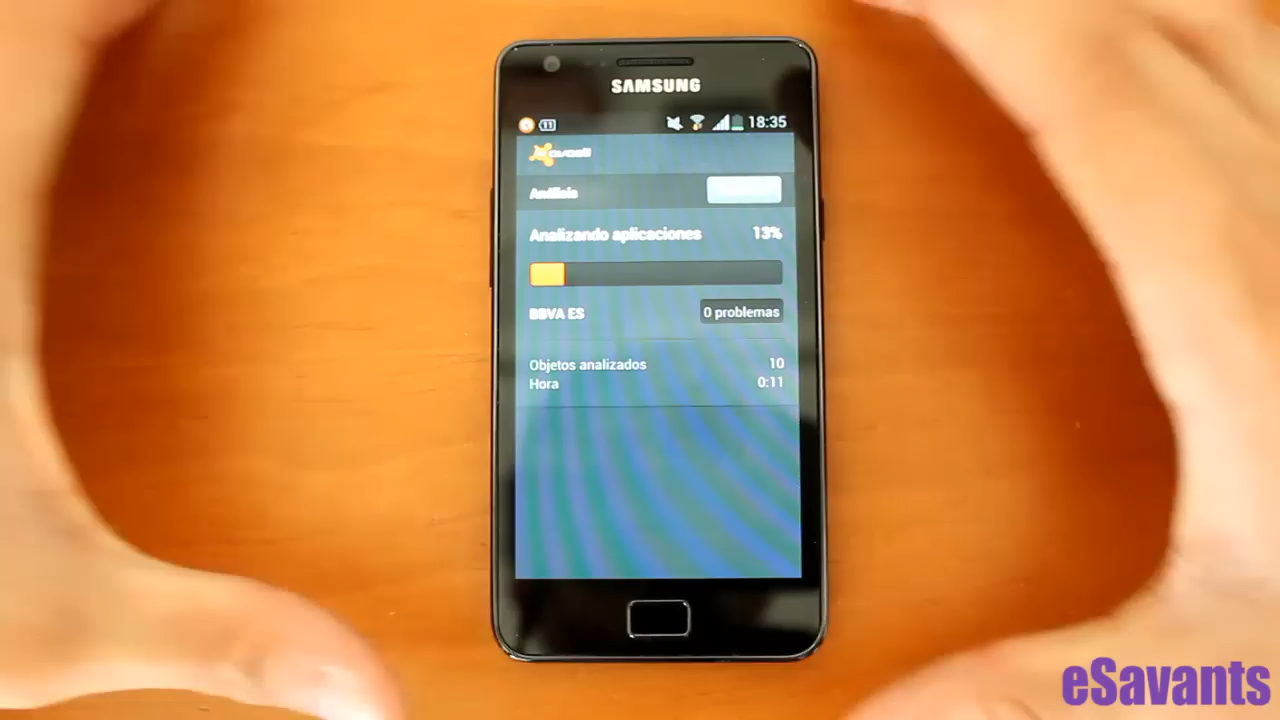 SAMSUNG
11 18:35
avast!
Análisis
Analizando aplicaciones 13%
BBVA ES 0 problemas
Objetos analizados 10
Hora 0:11
eSavants